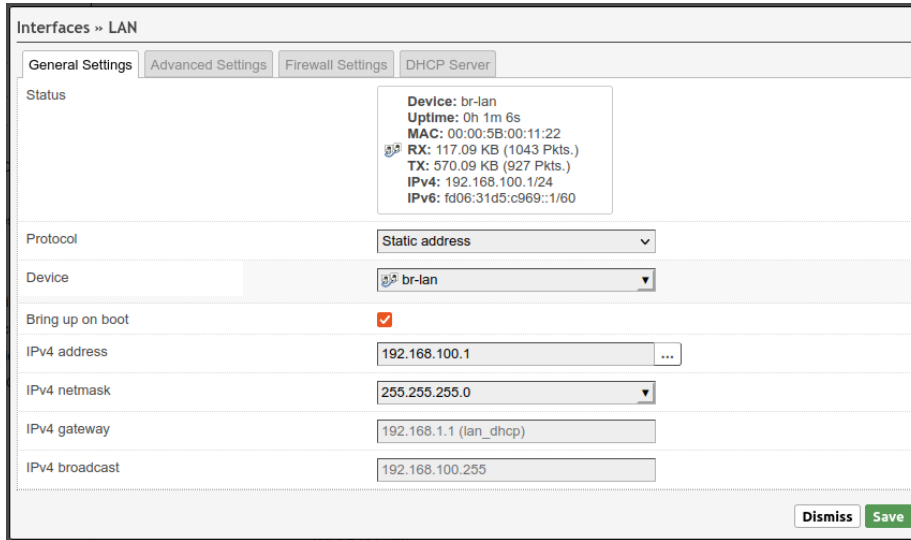 Interfaces » LAN
General Settings Advanced Settings Firewall Settings DHCP Server
Status
Device: br-lan
Uptime: 0h 1m 6s
MAC: 00:00:5B:00:11:22
RX: 117.09 KB (1043 Pkts.)
TX: 570.09 KB (927 Pkts.)
IPv4: 192.168.100.1/24
IPv6: fd06:31d5:c969::1/60
Protocol Static address
Device br-lan
Bring up on boot
IPv4 address 192.168.100.1 ...
IPv4 netmask 255.255.255.0
IPv4 gateway 192.168.1.1 (lan_dhcp)
IPv4 broadcast 192.168.100.255
Dismiss Save